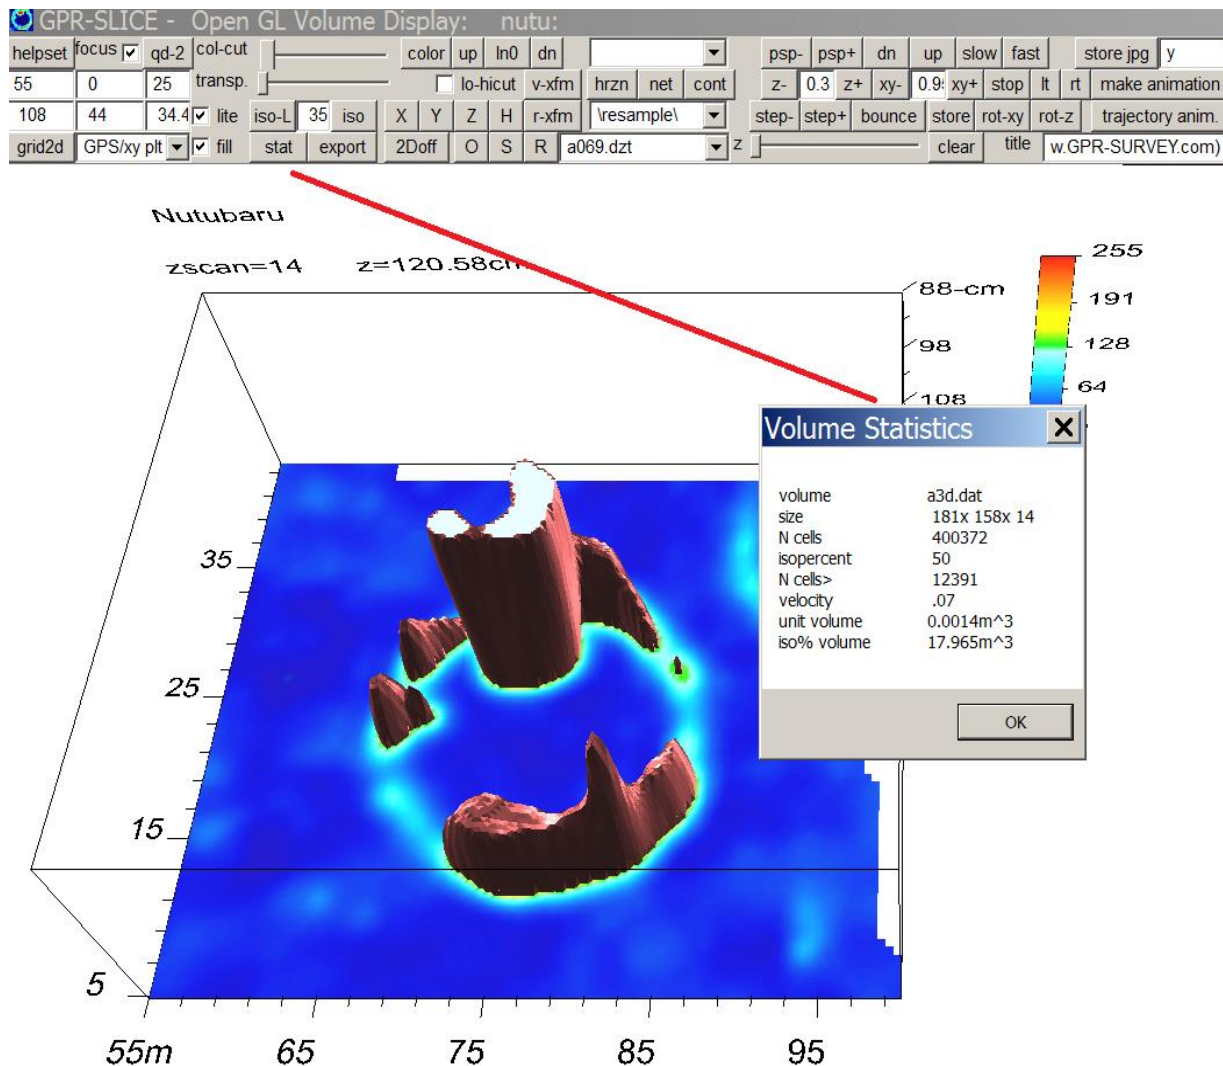 GPR-SLICE - Open GL Volume Display: nutu:
helpset focus qd-2 col-cut color up ln0 dn psp- psp+ dn up slow fast store jpg y
55 0 25 transp. lo-hicut v-xfm hrzn net cont z- 0.3 z+ xy- 0.9 xy+ stop lt rt make animation
108 44 34.4 lite iso-L 35 iso X Y Z H r-xfm \resample\ step- step+ bounce store rot-xy rot-z trajectory anim.
grid2d GPS/xy plt fill stat export 2Doff O S R a069.dzt z clear title w.GPR-SURVEY.com)
Nutubaru
zscan=14 z=120.58cm
88-cm
98
108
255
191
128
64
Volume Statistics
volume a3d.dat
size 181x 158x 14
N cells 400372
isopercent 50
N cells> 12391
velocity .07
unit volume 0.0014m^3
iso% volume 17.965m^3
OK
35
25
15
5
55m 65 75 85 95